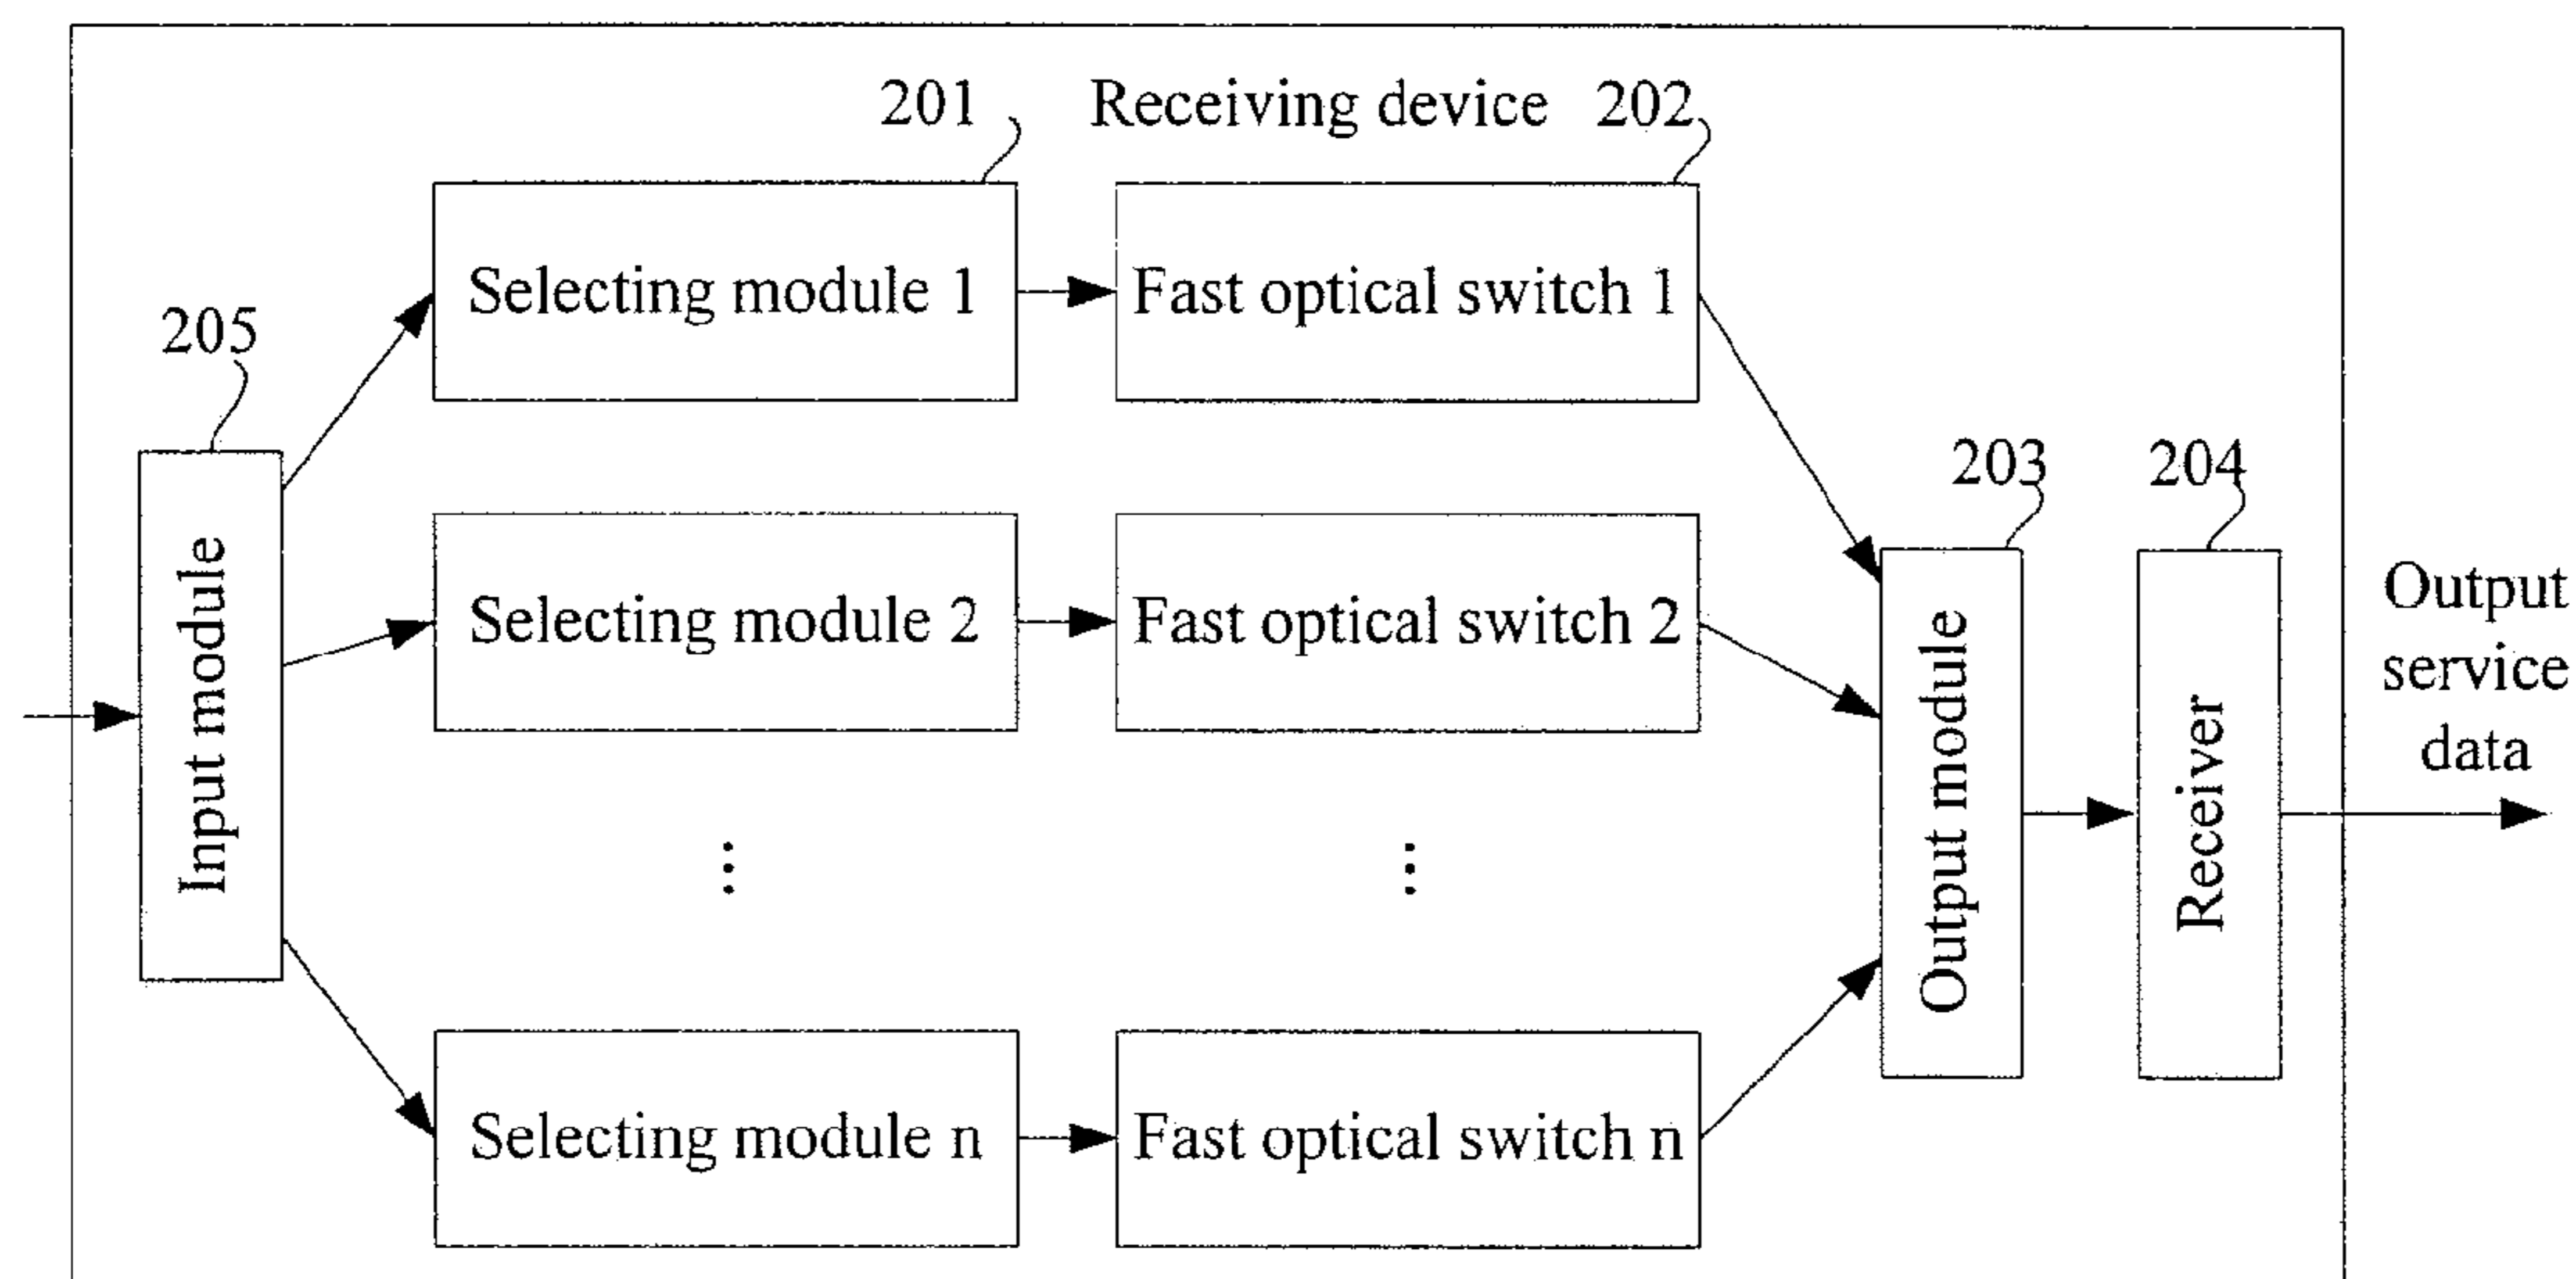 201 Receiving device 202
Selecting module 1
Fast optical switch 1
205
Input module
Selecting module 2
Fast optical switch 2
203
204
Output module
Receiver
Output
service
data
Selecting module n
Fast optical switch n